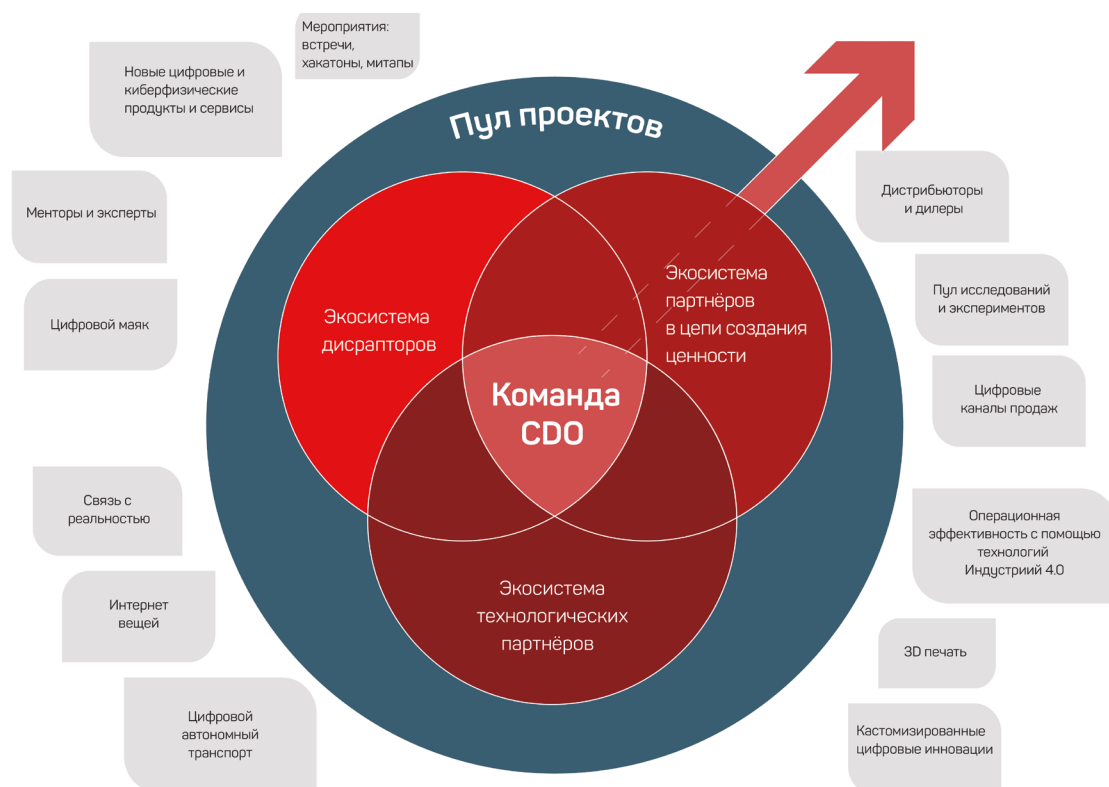 Мероприятия:
встречи,
хакатоны, митапы
Новые цифровые и
киберфизические
продукты и сервисы
Пул проектов
Менторы и эксперты
Дистрибьюторы
и дилеры
Цифровой маяк
Экосистема
дисрапторов
Экосистема
партнёров
в цепи создания
ценности
Пул исследований
и экспериментов
Команда
CDO
Цифровые
каналы продаж
Связь с
реальностью
Операционная
эффективность с помощью
технологий
Индустриий 4.0
Интернет
вещей
Экосистема
технологических
партнёров
3D печать
Цифровой
автономный
транспорт
Кастомизированные
цифровые инновации